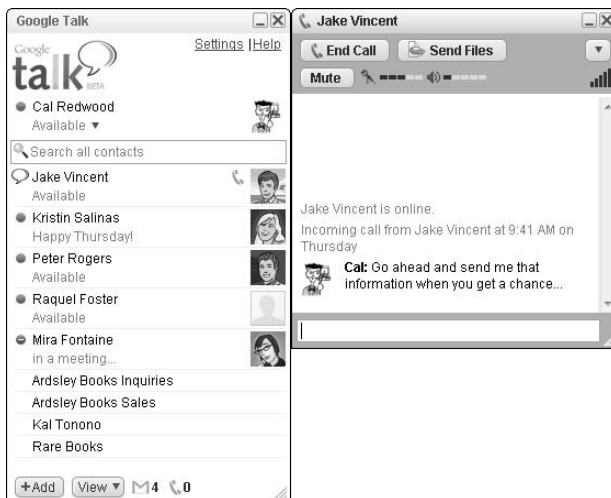 Google Talk
Settings | Help
Google
talk
BETA
Cal Redwood
Available
Search all contacts
Jake Vincent
Available
Kristin Salinas
Happy Thursday!
Peter Rogers
Available
Raquel Foster
Available
Mira Fontaine
in a meeting...
Ardsley Books Inquiries
Ardsley Books Sales
Kal Tonono
Rare Books
+Add View 4 0
Jake Vincent
End Call Send Files
Mute
Jake Vincent is online.
Incoming call from Jake Vincent at 9:41 AM on
Thursday
Cal: Go ahead and send me that
information when you get a chance...